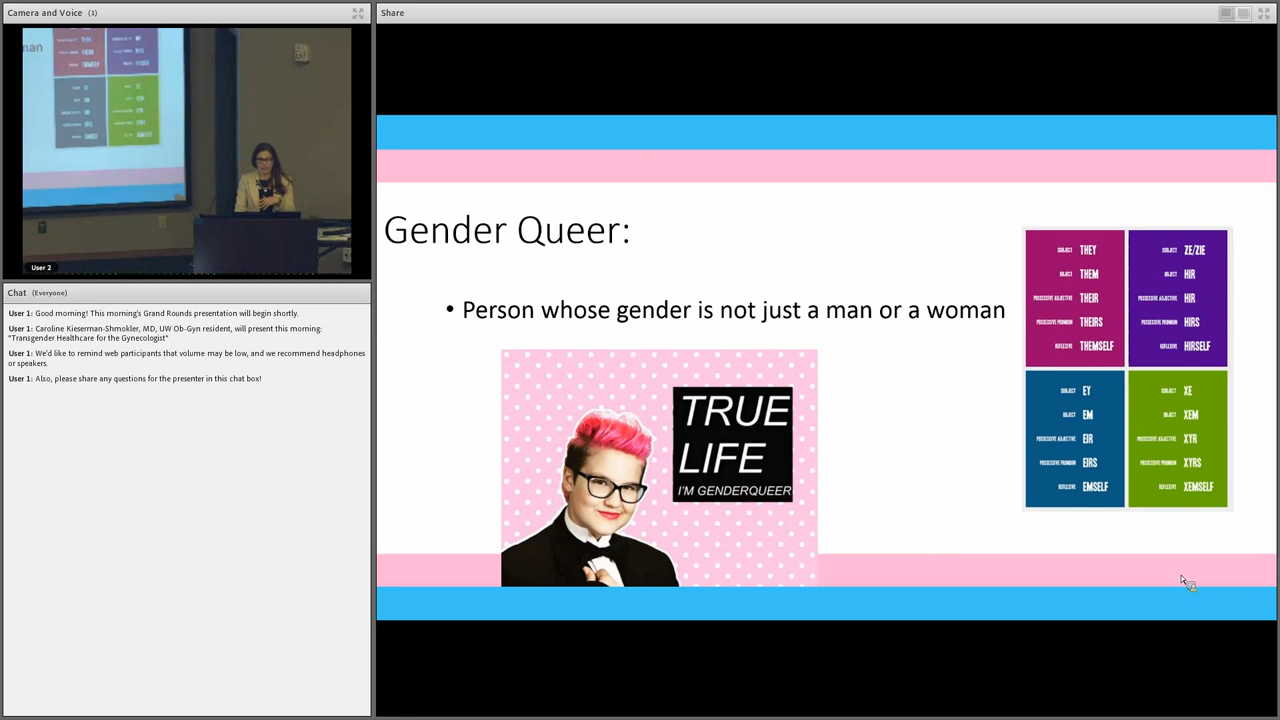 Camera and Voice (1)
User 2
Chat (Everyone)
User 1: Good morning! This morning's Grand Rounds presentation will begin shortly.
User 1: Caroline Kieserman-Shmokler, MD, UW Ob-Gyn resident, will present this morning:
"Transgender Healthcare for the Gynecologist"
User 1: We'd like to remind web participants that volume may be low, and we recommend headphones
or speakers.
User 1: Also, please share any questions for the presenter in this chat box!
Share
Gender Queer:
• Person whose gender is not just a man or a woman
TRUE
LIFE
I'M GENDERQUEER
SUBJECT THEY
OBJECT THEM
POSSESSIVE ADJECTIVE THEIR
POSSESSIVE PRONOUN THEIRS
REFLEXIVE THEMSELF
SUBJECT ZE/ZIE
OBJECT HIR
POSSESSIVE ADJECTIVE HIR
POSSESSIVE PRONOUN HIRS
REFLEXIVE HIRSELF
SUBJECT EY
OBJECT EM
POSSESSIVE ADJECTIVE EIR
POSSESSIVE PRONOUN EIRS
REFLEXIVE EMSELF
SUBJECT XE
OBJECT XEM
POSSESSIVE ADJECTIVE XYR
POSSESSIVE PRONOUN XYRS
REFLEXIVE XEMSELF